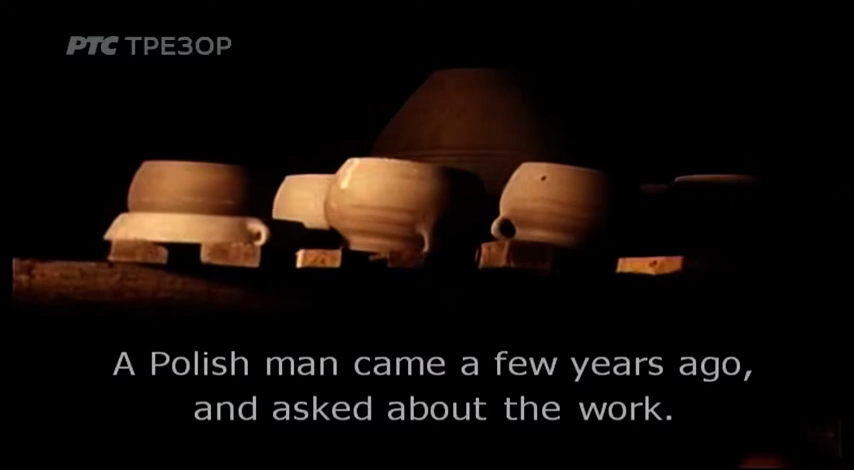 РТС ТРЕЗОР
A Polish man came a few years ago,
and asked about the work.